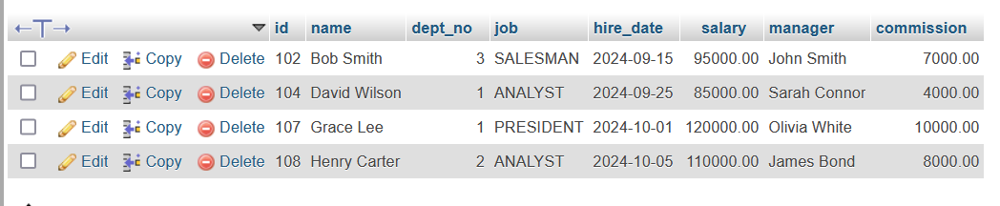 id name dept_no job hire_date salary manager commission
Edit Copy Delete 102 Bob Smith 3 SALESMAN 2024-09-15 95000.00 John Smith 7000.00
Edit Copy Delete 104 David Wilson 1 ANALYST 2024-09-25 85000.00 Sarah Connor 4000.00
Edit Copy Delete 107 Grace Lee 1 PRESIDENT 2024-10-01 120000.00 Olivia White 10000.00
Edit Copy Delete 108 Henry Carter 2 ANALYST 2024-10-05 110000.00 James Bond 8000.00